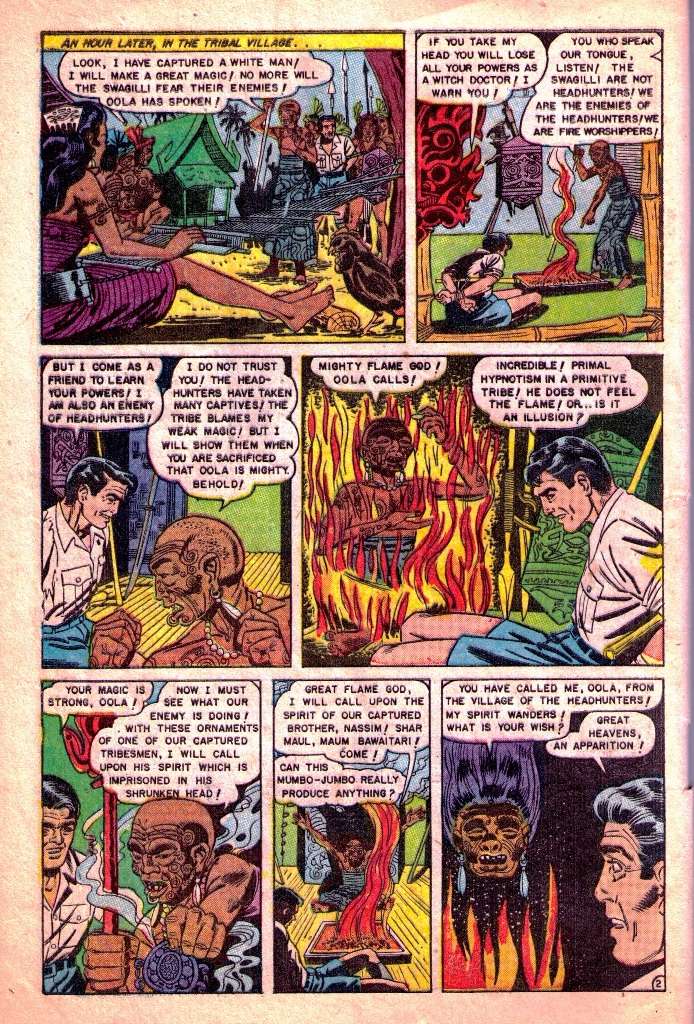 AN HOUR LATER, IN THE TRIBAL VILLAGE. . . .
LOOK, I HAVE CAPTURED A WHITE MAN!
I WILL MAKE A GREAT MAGIC! NO MORE WILL
THE SWAGILLI FEAR THEIR ENEMIES!
OOLA HAS SPOKEN!
IF YOU TAKE MY
HEAD YOU WILL LOSE
ALL YOUR POWERS AS
A WITCH DOCTOR! I
WARN YOU!
YOU WHO SPEAK
OUR TONGUE,
LISTEN! THE
SWAGILLI ARE NOT
HEADHUNTERS! WE
ARE THE ENEMIES OF
THE HEADHUNTERS! WE
ARE FIRE WORSHIPPERS!
BUT I COME AS A
FRIEND TO LEARN
YOUR POWERS! I
AM ALSO AN ENEMY
OF HEADHUNTERS!
I DO NOT TRUST
YOU! THE HEAD-
HUNTERS HAVE TAKEN
MANY CAPTIVES! THE
TRIBE BLAMES MY
WEAK MAGIC! BUT I
WILL SHOW THEM WHEN
YOU ARE SACRIFICED
THAT OOLA IS MIGHTY.
BEHOLD!
MIGHTY FLAME GOD!
OOLA CALLS!
INCREDIBLE! PRIMAL
HYPNOTISM IN A PRIMITIVE
TRIBE! HE DOES NOT FEEL
THE FLAME! OR... IS IT
AN ILLUSION?
YOUR MAGIC IS
STRONG, OOLA!
NOW I MUST
SEE WHAT OUR
ENEMY IS DOING!
WITH THESE ORNAMENTS
OF ONE OF OUR CAPTURED
TRIBESMEN, I WILL CALL
UPON HIS SPIRIT WHICH IS
IMPRISONED IN HIS
SHRUNKEN HEAD!
GREAT FLAME GOD,
I WILL CALL UPON THE
SPIRIT OF OUR CAPTURED
BROTHER, NASSIM! SHAR
MAUL, MAUM BAWAITARI!
COME!
CAN THIS
MUMBO-JUMBO REALLY
PRODUCE ANYTHING?
YOU HAVE CALLED ME, OOLA, FROM
THE VILLAGE OF THE HEADHUNTERS!
MY SPIRIT WANDERS!
WHAT IS YOUR WISH?
GREAT
HEAVENS,
AN APPARITION!
2